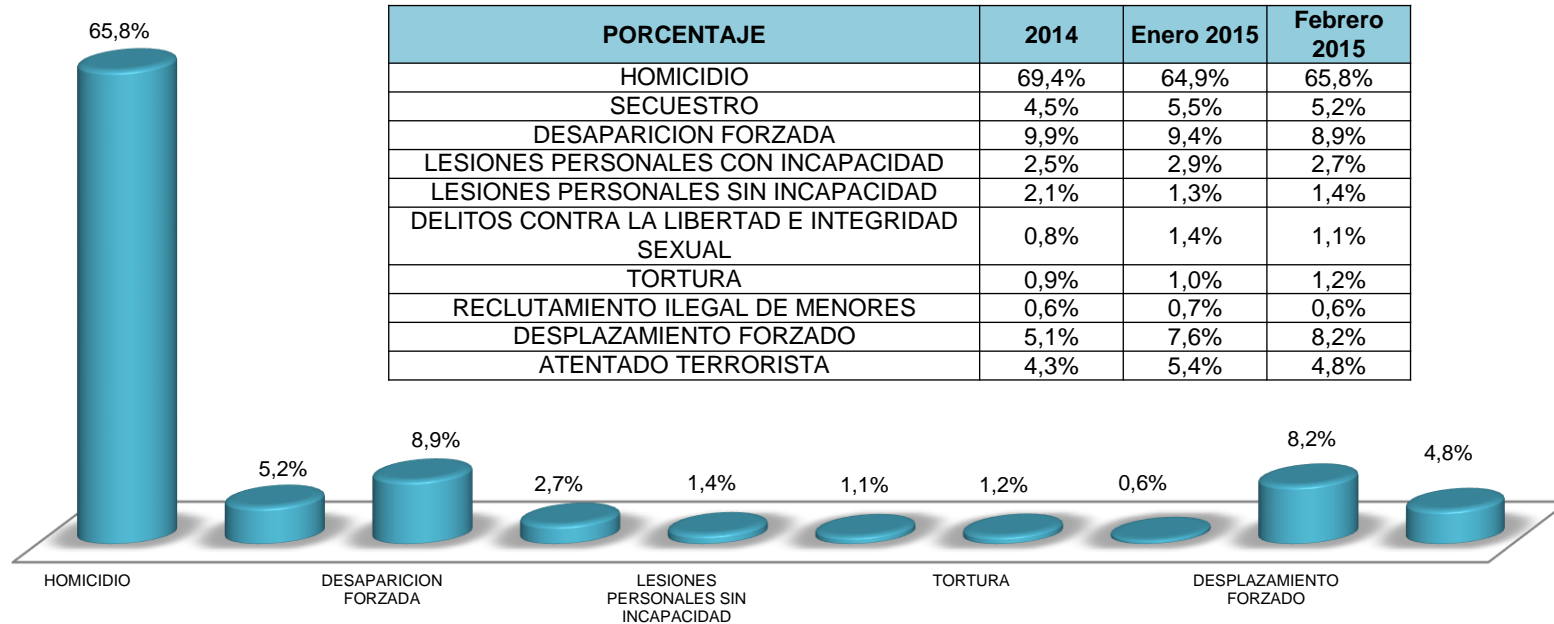 PORCENTAJE 2014 Enero 2015 Febrero
2015
HOMICIDIO 69,4% 64,9% 65,8%
SECUESTRO 4,5% 5,5% 5,2%
DESAPARICION FORZADA 9,9% 9,4% 8,9%
LESIONES PERSONALES CON INCAPACIDAD 2,5% 2,9% 2,7%
LESIONES PERSONALES SIN INCAPACIDAD 2,1% 1,3% 1,4%
DELITOS CONTRA LA LIBERTAD E INTEGRIDAD
SEXUAL 0,8% 1,4% 1,1%
TORTURA 0,9% 1,0% 1,2%
RECLUTAMIENTO ILEGAL DE MENORES 0,6% 0,7% 0,6%
DESPLAZAMIENTO FORZADO 5,1% 7,6% 8,2%
ATENTADO TERRORISTA 4,3% 5,4% 4,8%
65,8%
5,2%
8,9%
2,7%
1,4%
1,1%
1,2%
0,6%
8,2%
4,8%
HOMICIDIO
DESAPARICION
FORZADA
LESIONES
PERSONALES SIN
INCAPACIDAD
TORTURA
DESPLAZAMIENTO
FORZADO